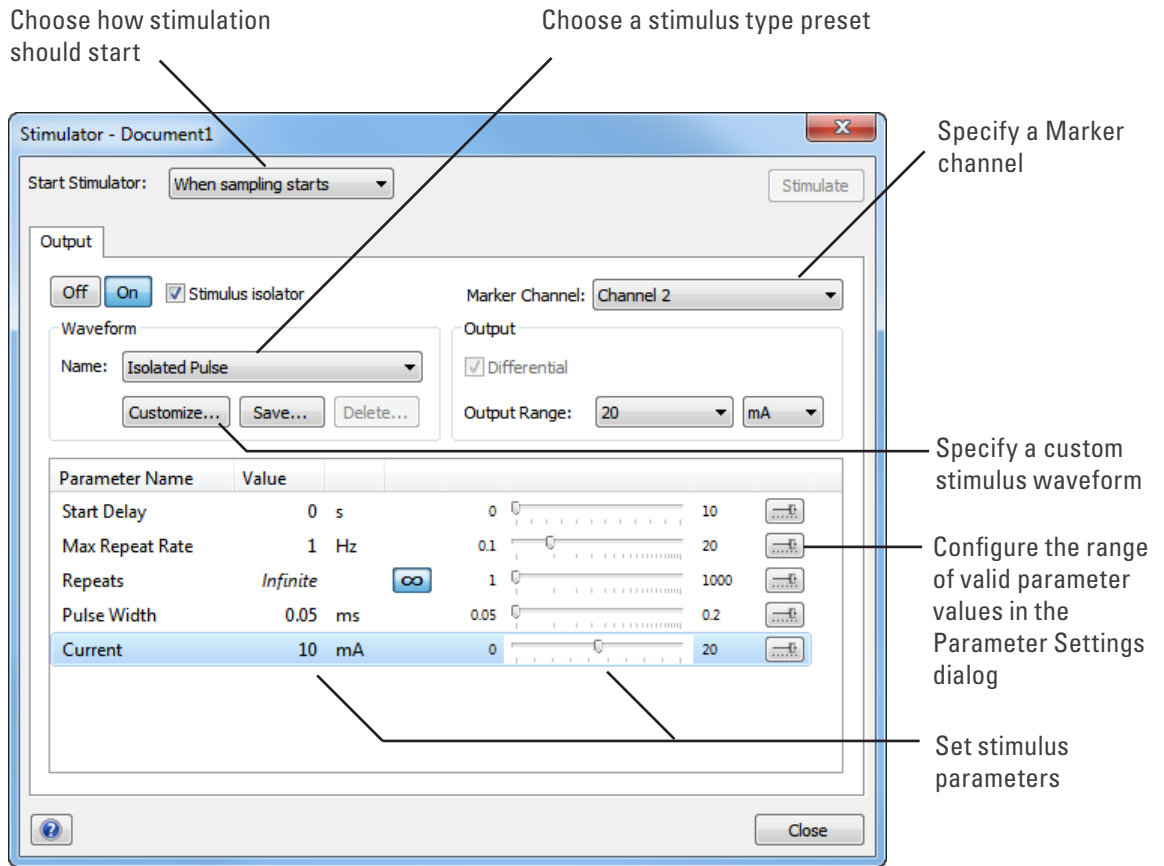 Choose how stimulation
should start
Choose a stimulus type preset
Stimulator - Document1
Specify a Marker
channel
Start Stimulator: When sampling starts
Stimulate
Output
Off On Stimulus isolator
Marker Channel: Channel 2
Waveform
Name: Isolated Pulse
Customize... Save... Delete...
Output
Differential
Output Range: 20 mA
Specify a custom
stimulus waveform
Parameter Name Value
Start Delay 0 s 0 10
Max Repeat Rate 1 Hz 0.1 20
Repeats Infinite ∞ 1 1000
Pulse Width 0.05 ms 0.05 0.2
Current 10 mA 0 20
Configure the range
of valid parameter
values in the
Parameter Settings
dialog
Set stimulus
parameters
?
Close